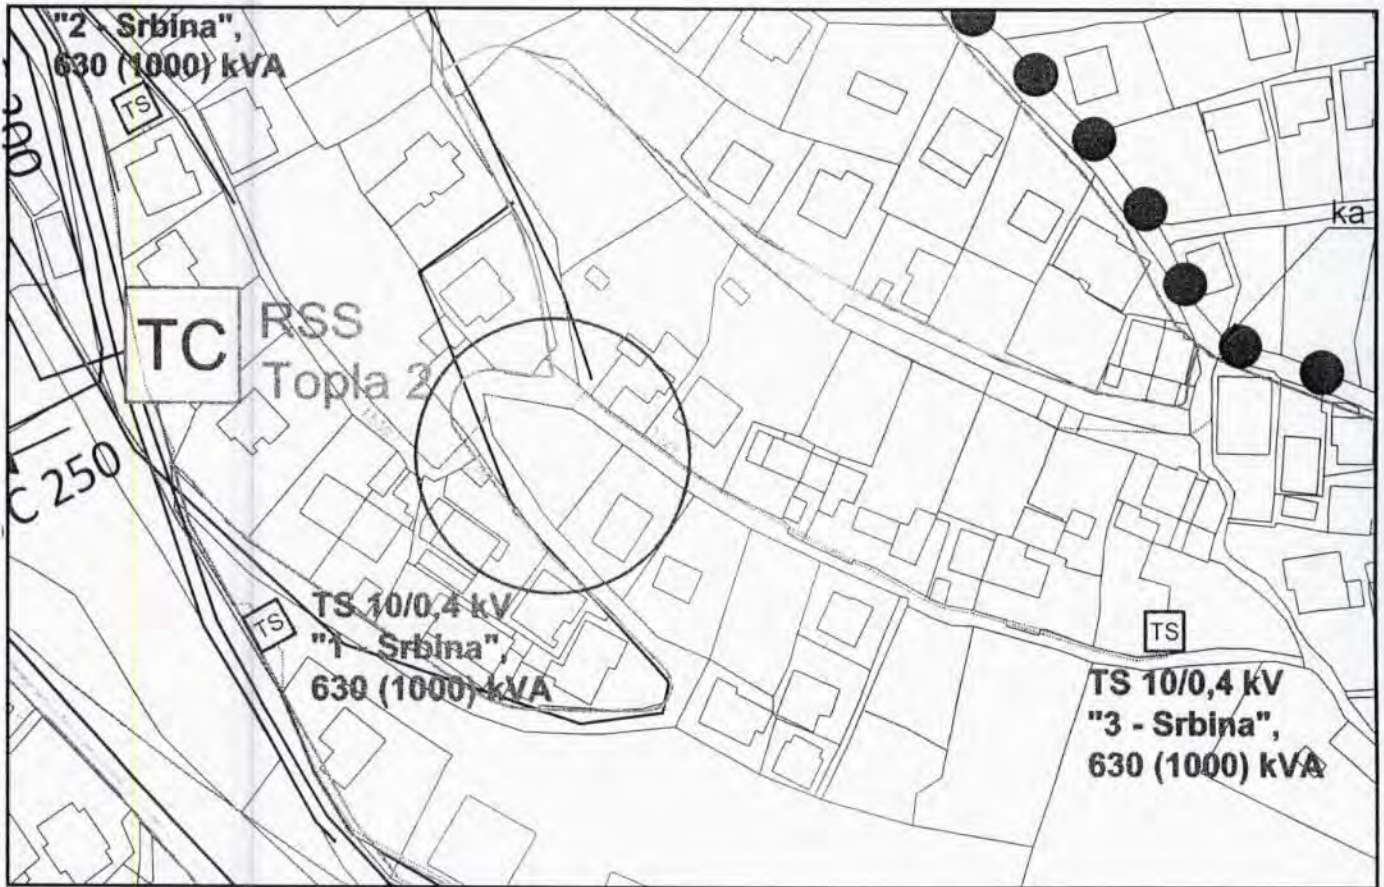 "2 - Srbina",
630 (1000) kVA
TS
300
TC
RSS
Topla 2
ka
C 250
TS 10/0,4 kV
"1 - Srbina",
630 (1000) kVA
TS
TS
TS 10/0,4 kV
"3 - Srbina",
630 (1000) kVA